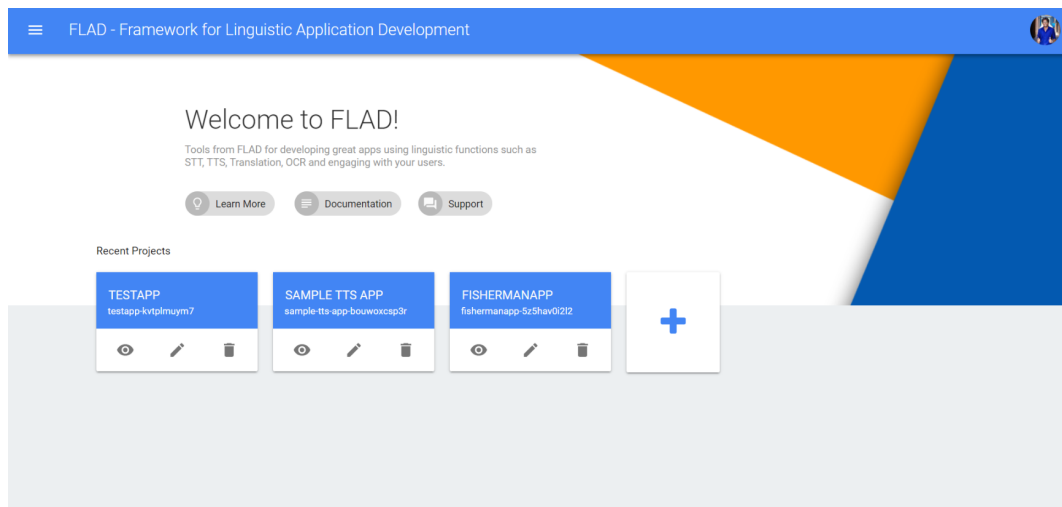 FLAD - Framework for Linguistic Application Development
Welcome to FLAD!
Tools from FLAD for developing great apps using linguistic functions such as
STT, TTS, Translation, OCR and engaging with your users.
Learn More
Documentation
Support
Recent Projects
TESTAPP
testapp-kvtplmuym7
SAMPLE TTS APP
sample-tts-app-bouwoxcsp3r
FISHERMANAPP
fishermanapp-5z5hav0i2l2